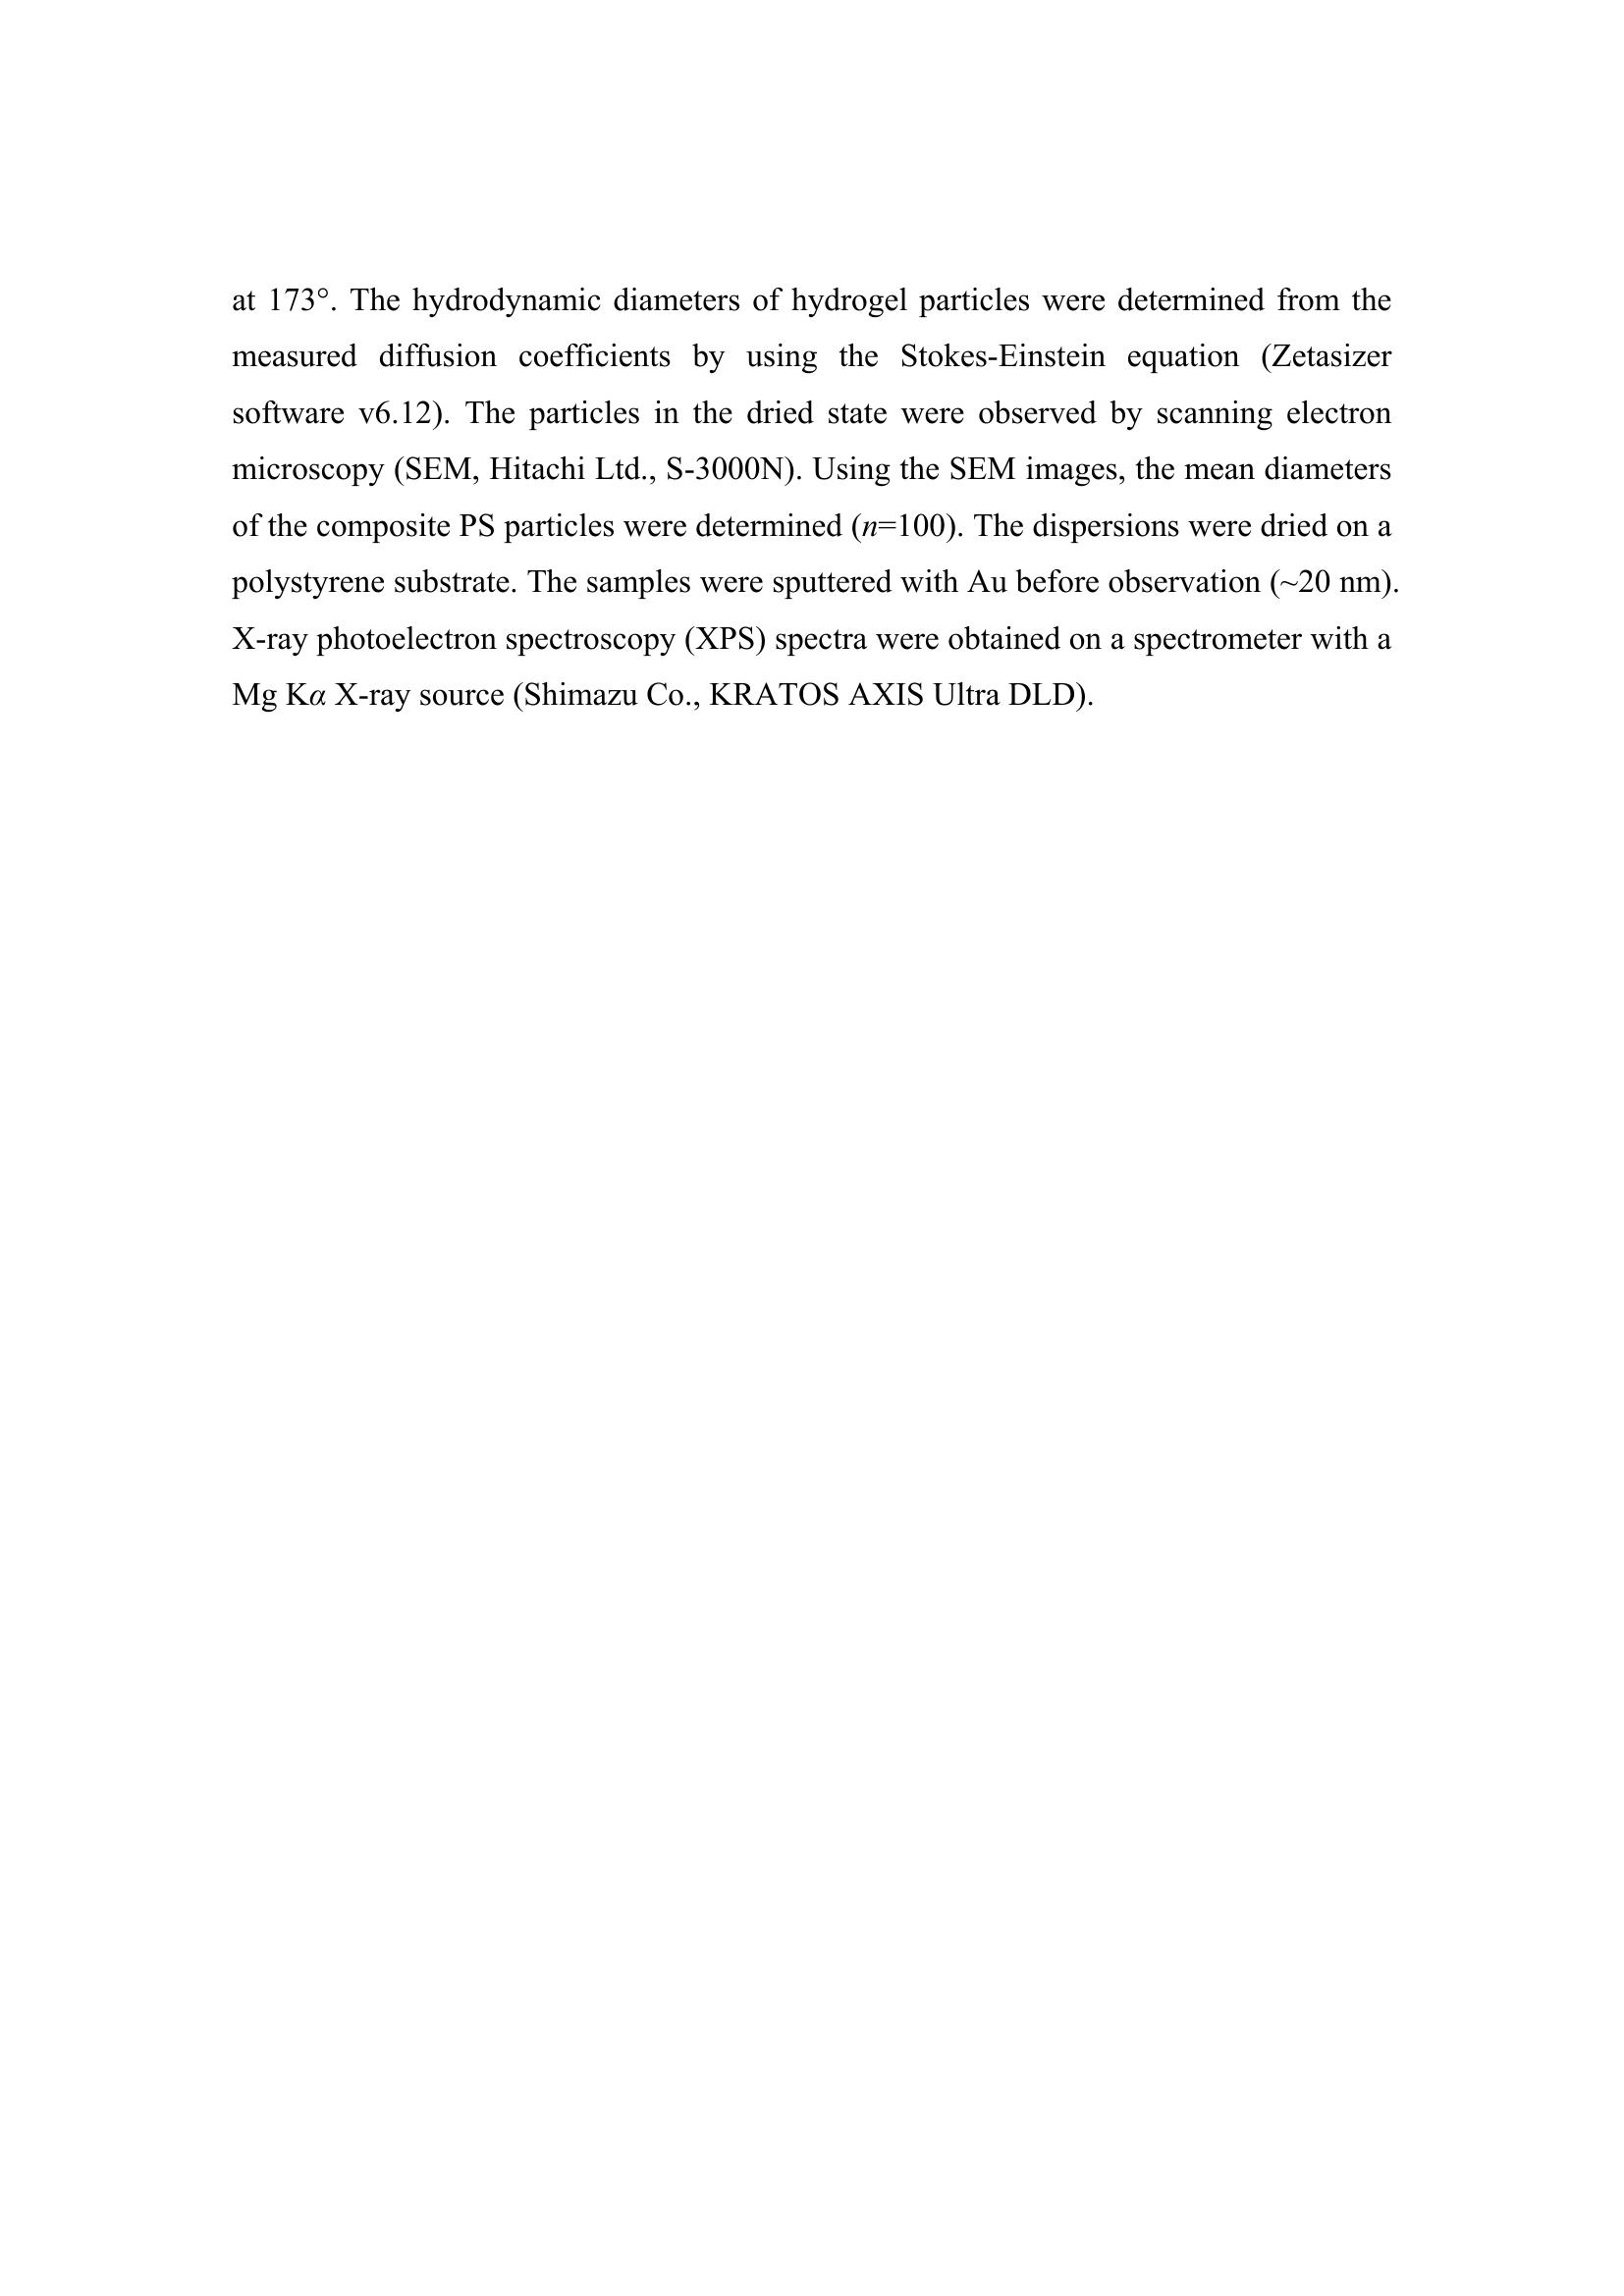 at 173°. The hydrodynamic diameters of hydrogel particles were determined from the
measured diffusion coefficients by using the Stokes-Einstein equation (Zetasizer
software v6.12). The particles in the dried state were observed by scanning electron
microscopy (SEM, Hitachi Ltd., S-3000N). Using the SEM images, the mean diameters
of the composite PS particles were determined (n=100). The dispersions were dried on a
polystyrene substrate. The samples were sputtered with Au before observation (~20 nm).
X-ray photoelectron spectroscopy (XPS) spectra were obtained on a spectrometer with a
Mg Kα X-ray source (Shimazu Co., KRATOS AXIS Ultra DLD).